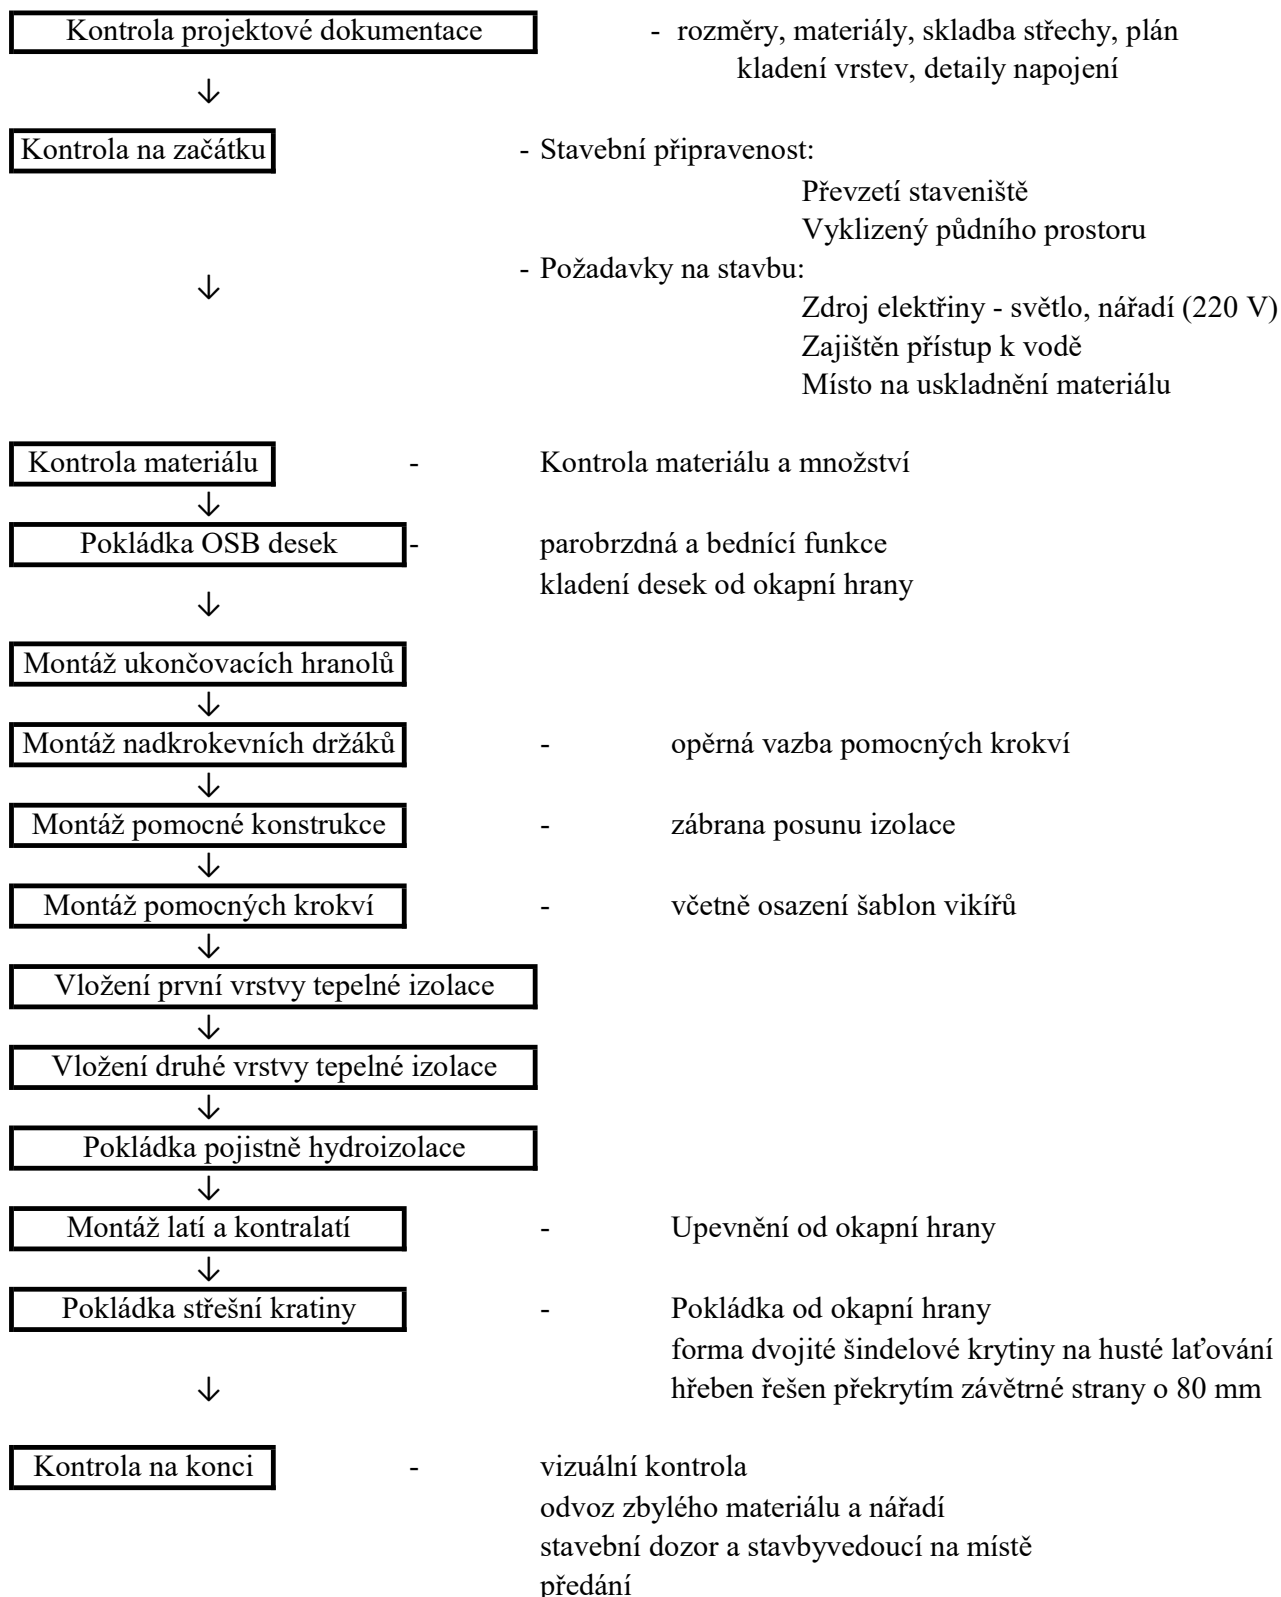 Kontrola projektové dokumentace - rozměry, materiály, skladba střechy, plán
kladení vrstev, detaily napojení
↓
Kontrola na začátku - Stavební připravenost:
Převzetí staveniště
Vyklizený půdního prostoru
- Požadavky na stavbu:
↓
Zdroj elektřiny - světlo, nářadí (220 V)
Zajištěn přístup k vodě
Místo na uskladnění materiálu
Kontrola materiálu - Kontrola materiálu a množství
↓
Pokládka OSB desek - parobrzdná a bednící funkce
kladení desek od okapní hrany
↓
Montáž ukončovacích hranolů
↓
Montáž nadkrokevních držáků - opěrná vazba pomocných krokví
↓
Montáž pomocné konstrukce - zábrana posunu izolace
↓
Montáž pomocných krokví - včetně osazení šablon vikířů
↓
Vložení první vrstvy tepelné izolace
↓
Vložení druhé vrstvy tepelné izolace
↓
Pokládka pojistně hydroizolace
↓
Montáž latí a kontralatí - Upevnění od okapní hrany
↓
Pokládka střešní kratiny - Pokládka od okapní hrany
forma dvojité šindelové krytiny na husté laťování
hřeben řešen překrytím závětrné strany o 80 mm
↓
Kontrola na konci - vizuální kontrola
odvoz zbylého materiálu a nářadí
stavební dozor a stavbyvedoucí na místě
předání